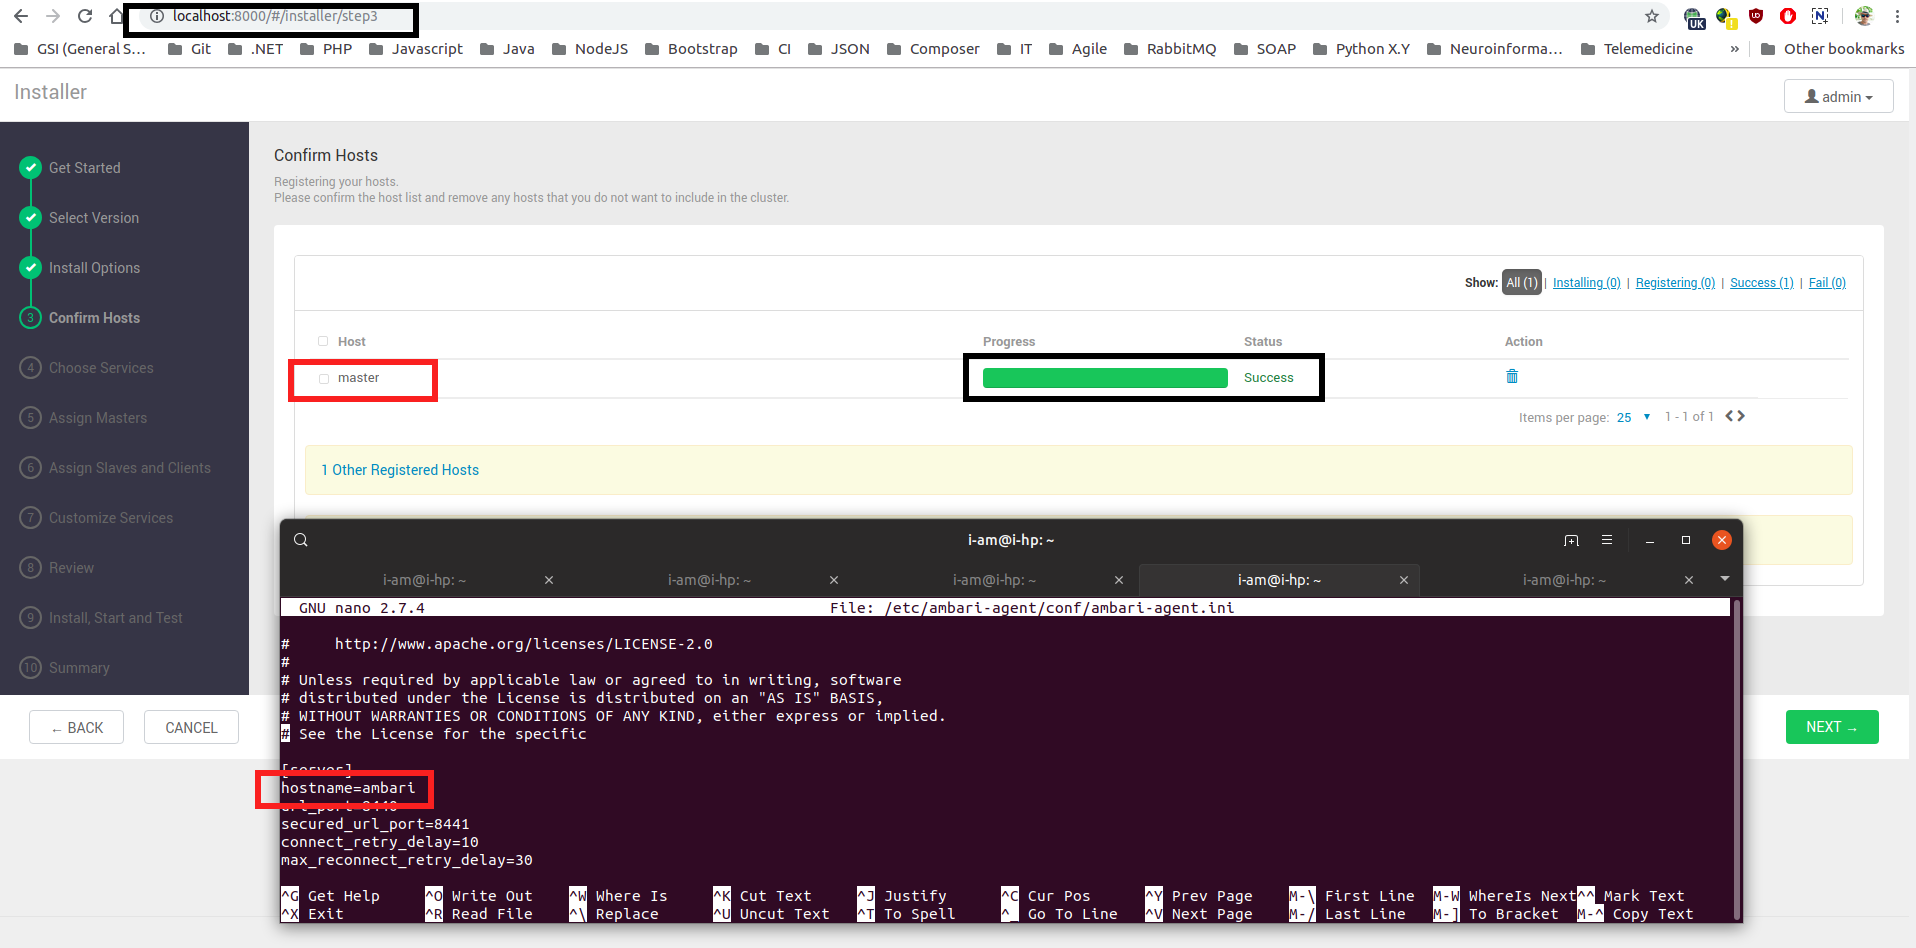 localhost:8000/#/installer/step3
GSI (General S... Git .NET PHP Javascript Java NodeJS Bootstrap CI JSON Composer IT Agile RabbitMQ SOAP Python X.Y Neuroinforma... Telemedicine » Other bookmarks
Installer
admin
Get Started
Select Version
Install Options
3 Confirm Hosts
4 Choose Services
5 Assign Masters
6 Assign Slaves and Clients
7 Customize Services
8 Review
9 Install, Start and Test
10 Summary
Confirm Hosts
Registering your hosts.
Please confirm the host list and remove any hosts that you do not want to include in the cluster.
Show: All (1) | Installing (0) | Registering (0) | Success (1) | Fail (0)
Host Progress Status Action
master Success
Items per page: 25 1 - 1 of 1
1 Other Registered Hosts
← BACK
CANCEL
NEXT →
i-am@i-hp: ~
i-am@i-hp: ~ i-am@i-hp: ~ i-am@i-hp: ~ i-am@i-hp: ~ i-am@i-hp: ~
GNU nano 2.7.4 File: /etc/ambari-agent/conf/ambari-agent.ini
# http://www.apache.org/licenses/LICENSE-2.0
#
# Unless required by applicable law or agreed to in writing, software
# distributed under the License is distributed on an "AS IS" BASIS,
# WITHOUT WARRANTIES OR CONDITIONS OF ANY KIND, either express or implied.
# See the License for the specific
[server]
hostname=ambari
url_port=8440
secured_url_port=8441
connect_retry_delay=10
max_reconnect_retry_delay=30
^G Get Help ^O Write Out ^W Where Is ^K Cut Text ^J Justify ^C Cur Pos ^Y Prev Page M-\ First Line M-W WhereIs Next ^^ Mark Text
^X Exit ^R Read File ^\ Replace ^U Uncut Text ^T To Spell ^_ Go To Line ^V Next Page M-/ Last Line M-] To Bracket M-^ Copy Text
UK